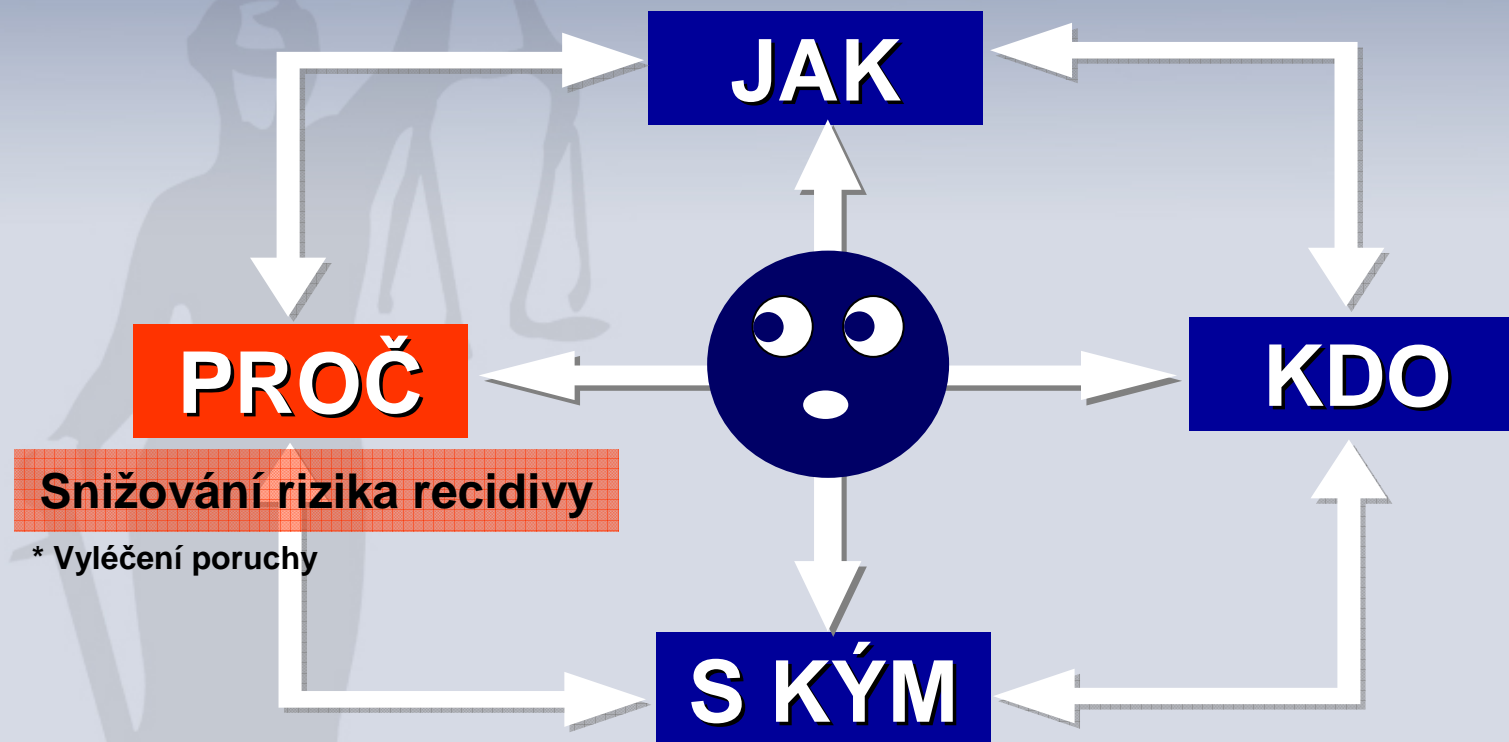 JAK
PROČ
KDO
Snižování rizika recidivy
* Vyléčení poruchy
S KÝM